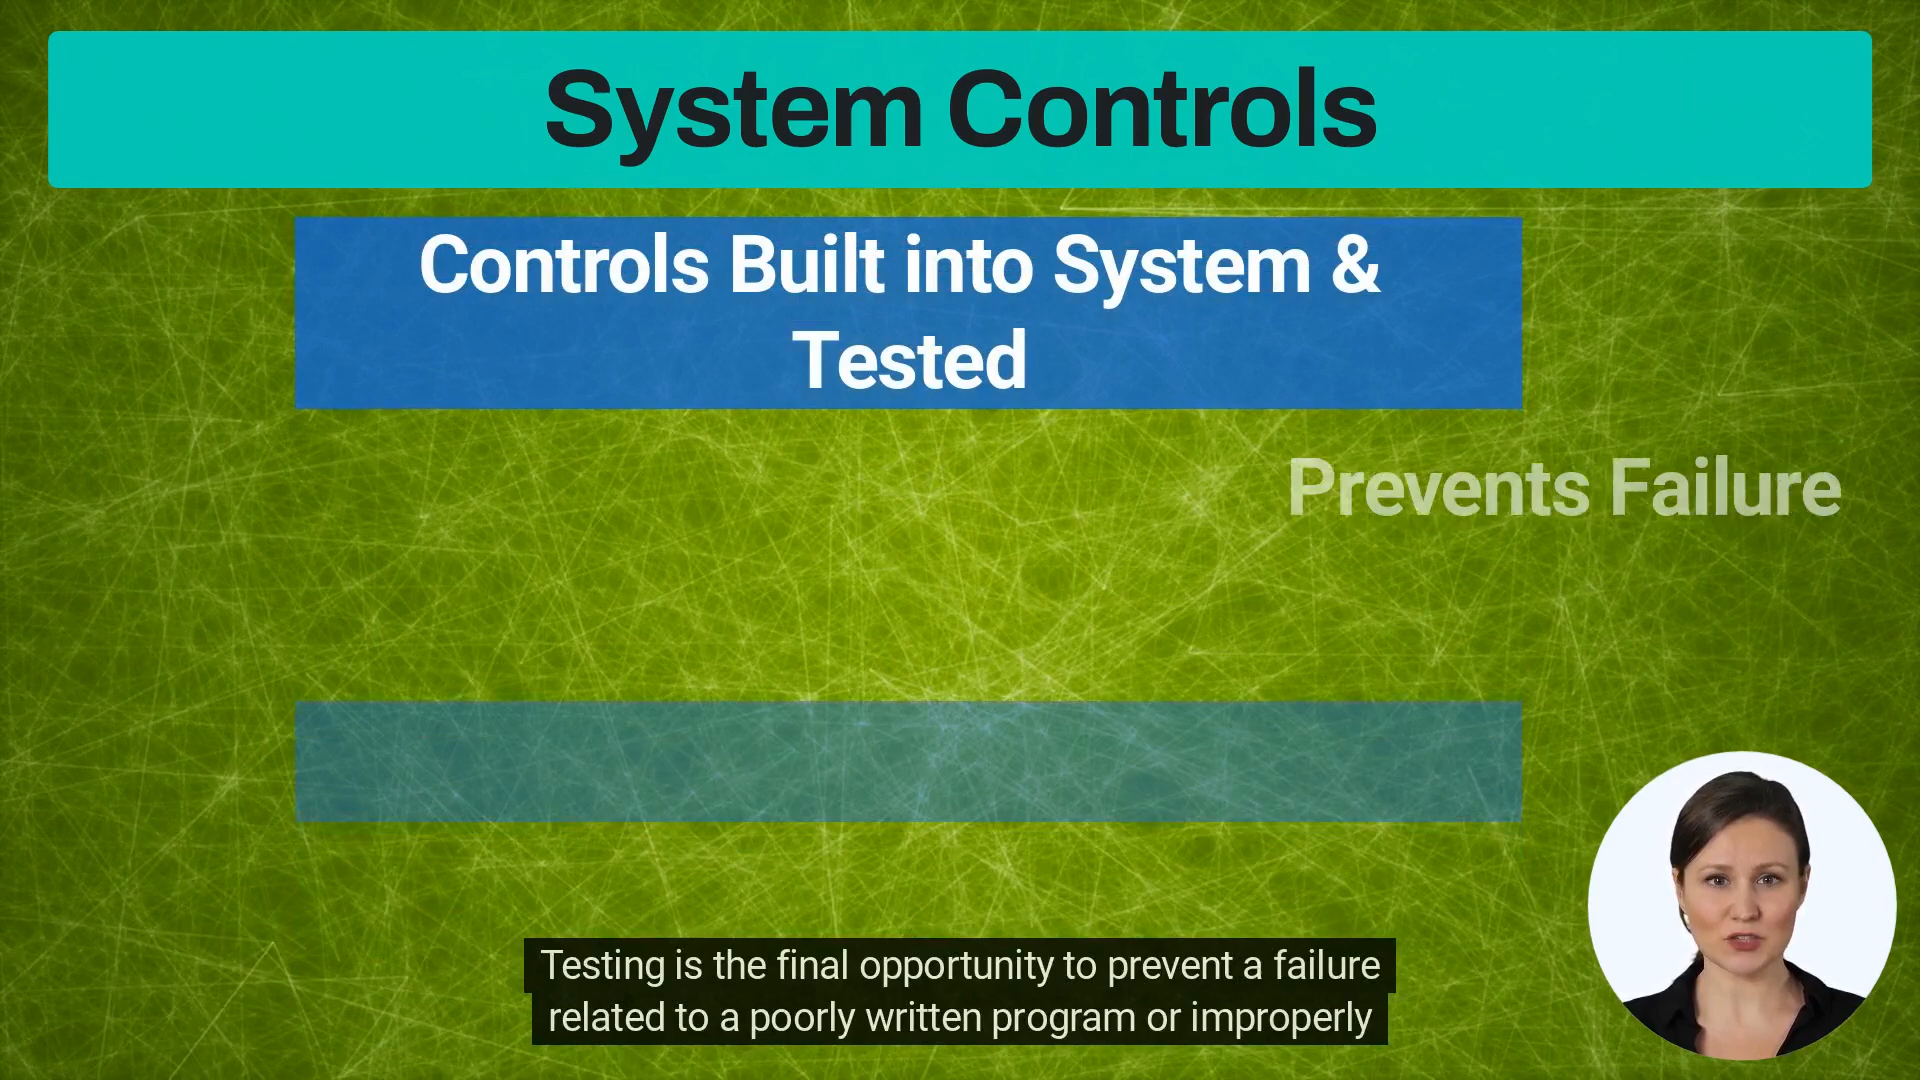 System Controls
Controls Built into System &
Tested
Prevents Failure
Testing is the final opportunity to prevent a failure
related to a poorly written program or improperly